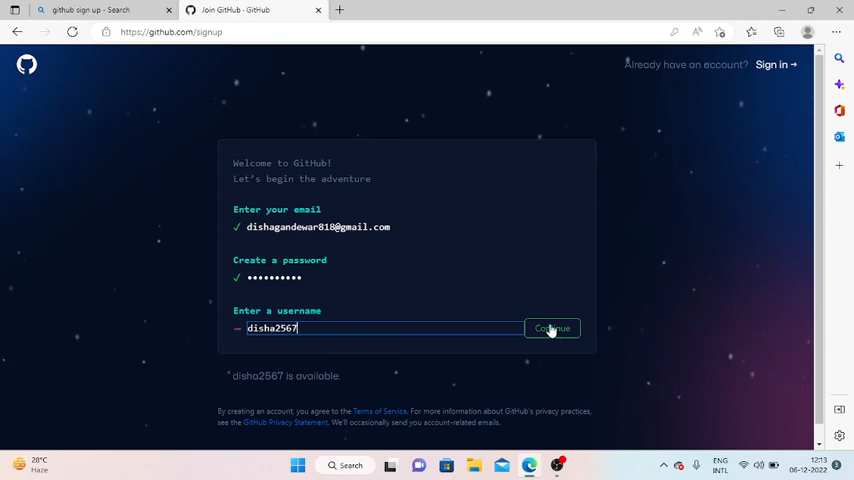 github sign up - Search
Join GitHub · GitHub
https://github.com/signup
Already have an account? Sign in →
Welcome to GitHub!
Let's begin the adventure
Enter your email
✓ dishagandewar818@gmail.com
Create a password
✓ ••••••••••
Enter a username
→ disha2567
Continue
disha2567 is available.
By creating an account, you agree to the Terms of Service. For more information about GitHub's privacy practices,
see the GitHub Privacy Statement. We'll occasionally send you account-related emails.
28°C
Haze
Search
ENG
INTL
12:13
06-12-2022
3